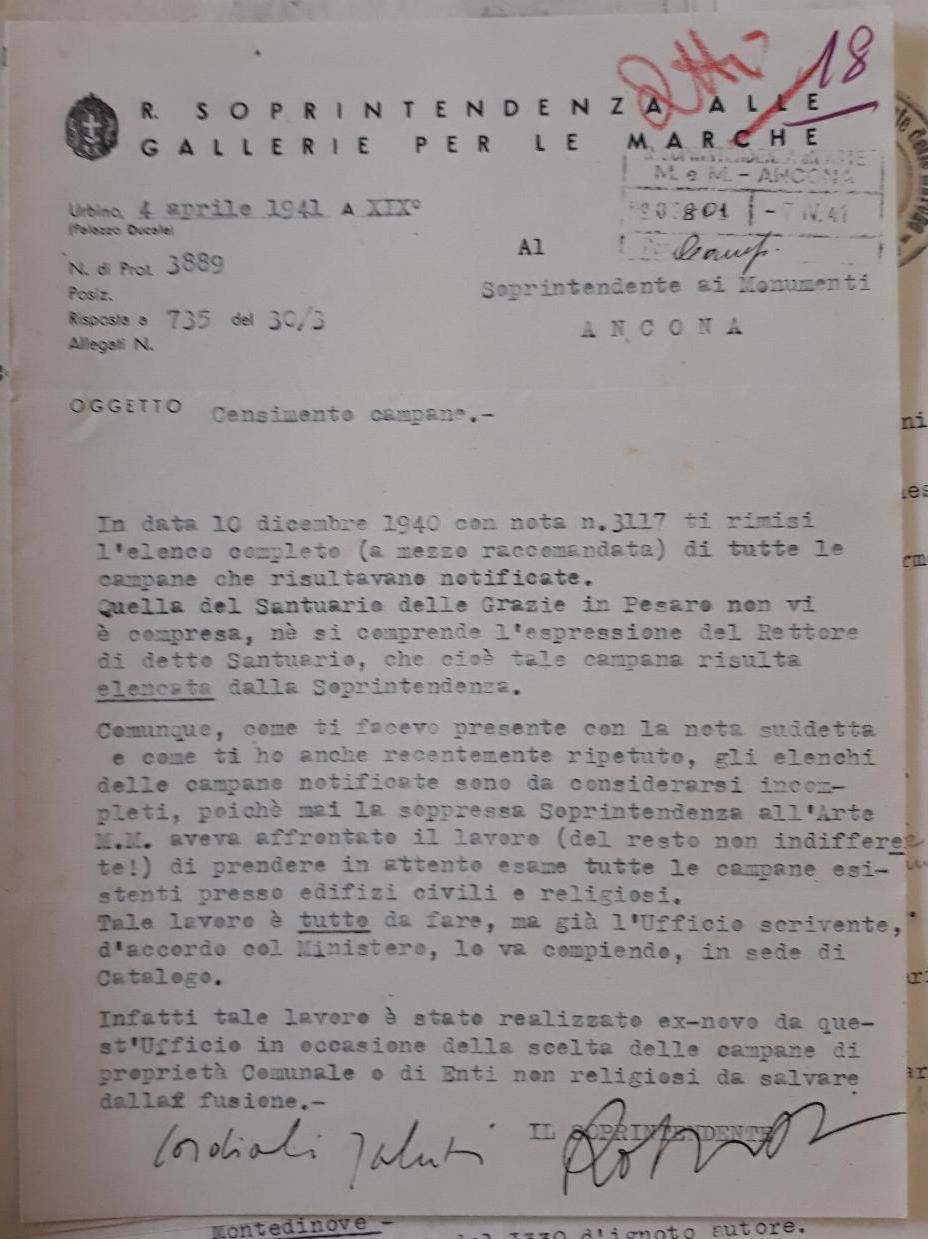 18
R. SOPRINTENDENZA ALLE
GALLERIE PER LE MARCHE
M. e M. - ANCONA
801 - 7 IV. 41
Urbino, 4 aprile 1941 A XIX°
(Palazzo Ducale)
N. di Prot. 3889
Posiz.
Risposta a 735 del 30/3
Allegati N.
Al
Soprintendente ai Monumenti
ANCONA
OGGETTO Censimento campane.-
In data 10 dicembre 1940 con nota n.3117 ti rimisi
l'elenco completo (a mezzo raccomandata) di tutte le
campane che risultavano notificate.
Quella del Santuario delle Grazie in Pesaro non vi
è compresa, nè si comprende l'espressione del Rettore
di detto Santuario, che cioè tale campana risulta
elencata dalla Soprintendenza.
Comunque, come ti facevo presente con la nota suddetta
e come ti ho anche recentemente ripetuto, gli elenchi
delle campane notificate sono da considerarsi incom-
pleti, poichè mai la soppressa Soprintendenza all'Arte
M.M. aveva affrontato il lavoro (del resto non indiffere
te!) di prendere in attento esame tutte le campane esi-
stenti presso edifizi civili e religiosi.
Tale lavoro è tutto da fare, ma già l'Ufficio scrivente,
d'accordo col Ministero, lo va compiendo, in sede di
Catalogo.
Infatti tale lavoro è stato realizzato ex-novo da que-
st'Ufficio in occasione della scelta delle campane di
proprietà Comunale o di Enti non religiosi da salvare
dalla fusione.-
IL SOPRINTENDENTE
Cordiali saluti
Montedinove -
d'ignoto autore.